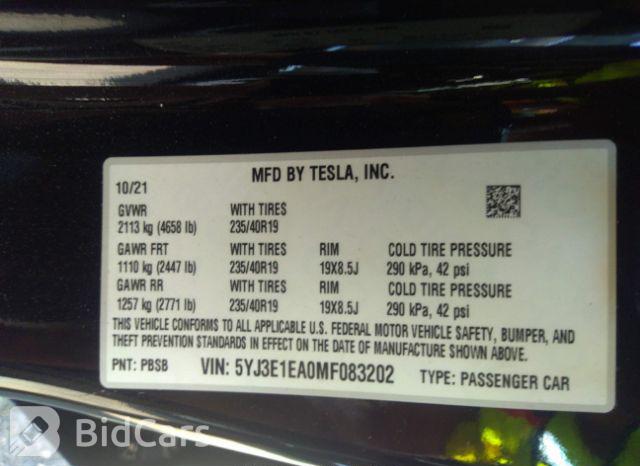 MFD BY TESLA, INC.
10/21
GVWR WITH TIRES
2113 kg (4658 lb) 235/40R19
GAWR FRT WITH TIRES RIM COLD TIRE PRESSURE
1110 kg (2447 lb) 235/40R19 19X8.5J 290 kPa, 42 psi
GAWR RR WITH TIRES RIM COLD TIRE PRESSURE
1257 kg (2771 lb) 235/40R19 19X8.5J 290 kPa, 42 psi
THIS VEHICLE CONFORMS TO ALL APPLICABLE U.S. FEDERAL MOTOR VEHICLE SAFETY, BUMPER, AND
THEFT PREVENTION STANDARDS IN EFFECT ON THE DATE OF MANUFACTURE SHOWN ABOVE.
PNT: PBSB VIN: 5YJ3E1EA0MF083202 TYPE: PASSENGER CAR
BidCars